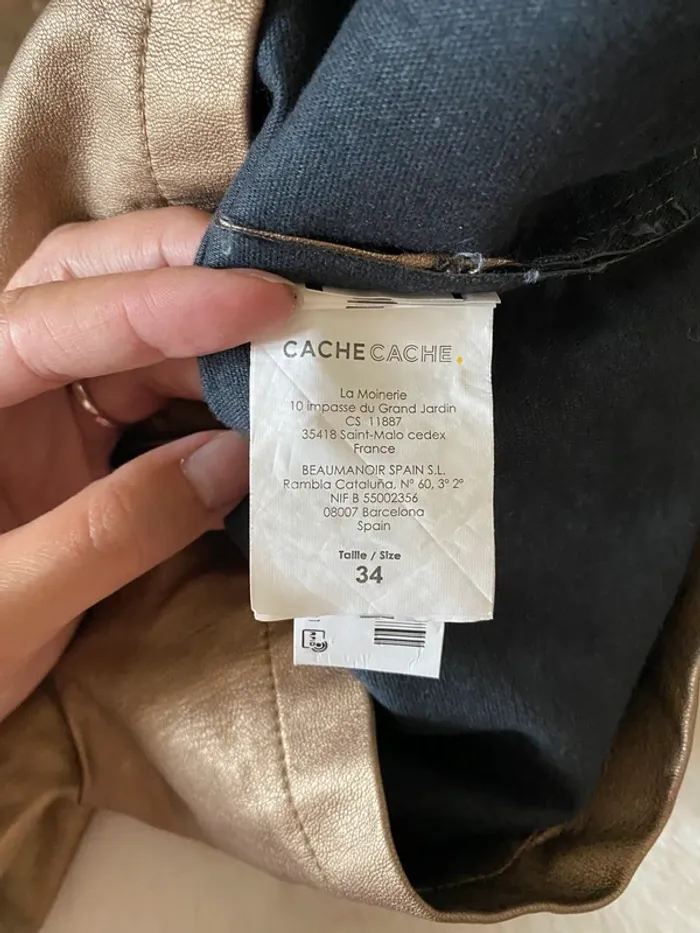 CACHE CACHE.
La Moinerie
10 impasse du Grand Jardin
CS 11887
35418 Saint-Malo cedex
France
BEAUMANOIR SPAIN S.L.
Rambla Cataluña, Nº 60, 3º 2ª
NIF B 55002356
08007 Barcelona
Spain
Taille / Size
34